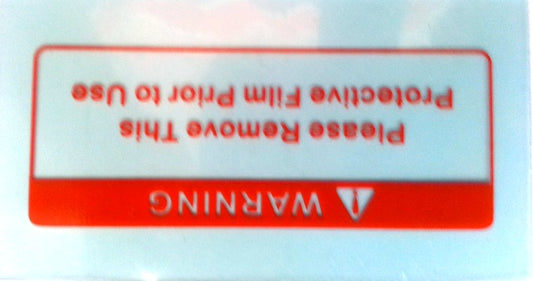 WARNING
Please Remove This
Protective Film Prior to Use